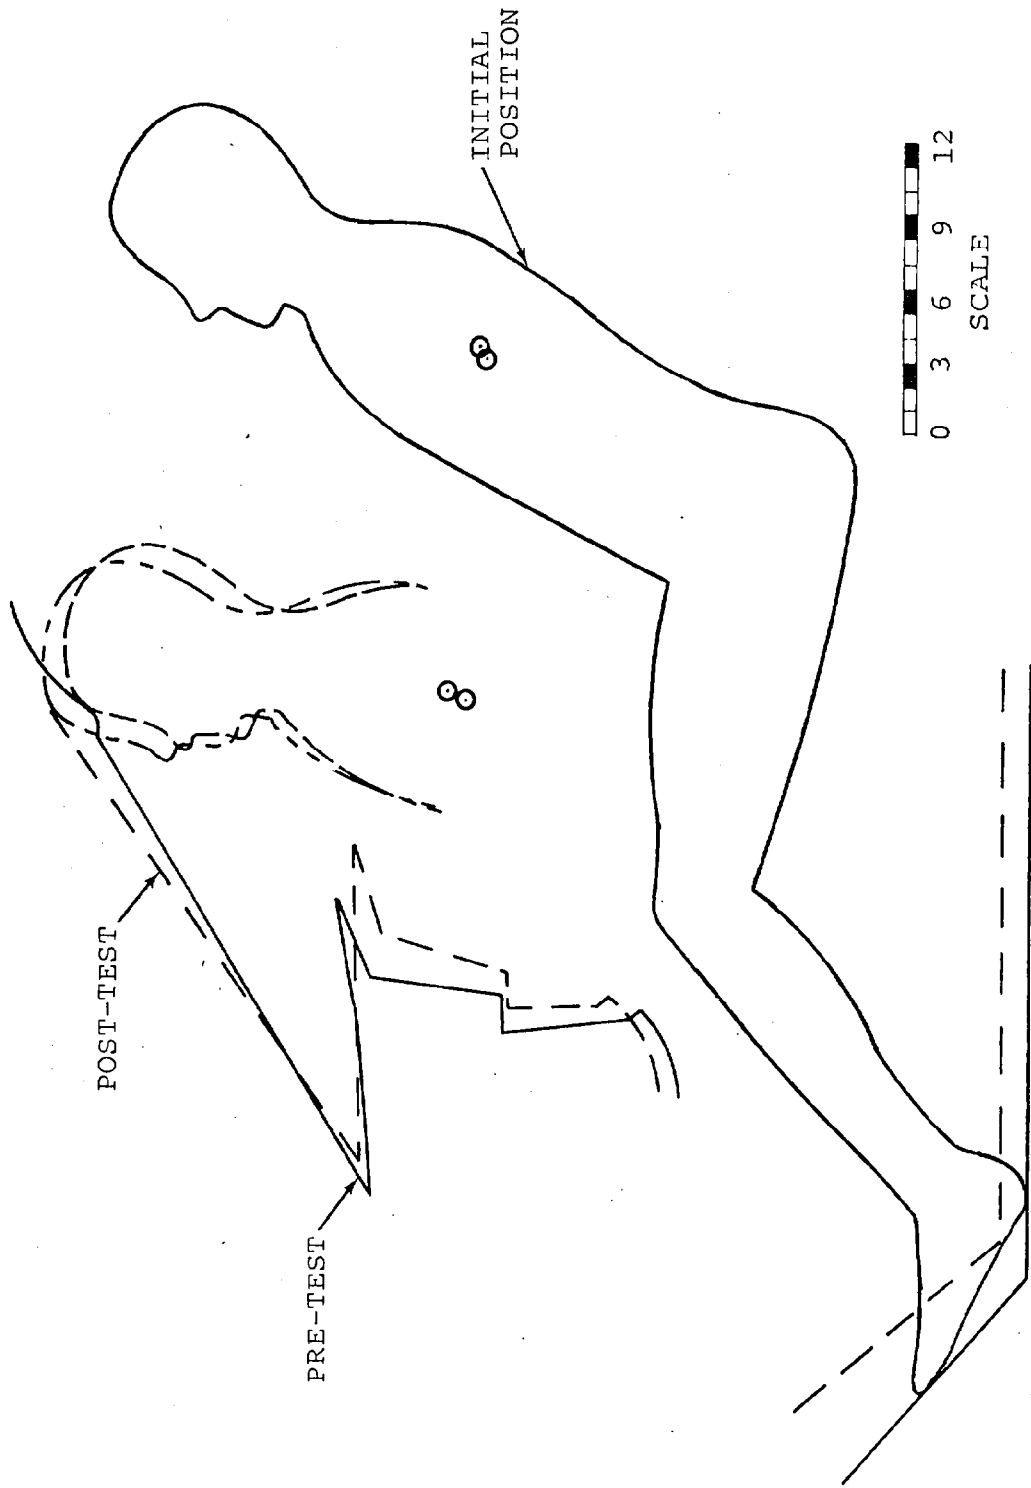 POST-TEST
PRE-TEST
INITIAL
POSITION
0 3 6 9 12
SCALE